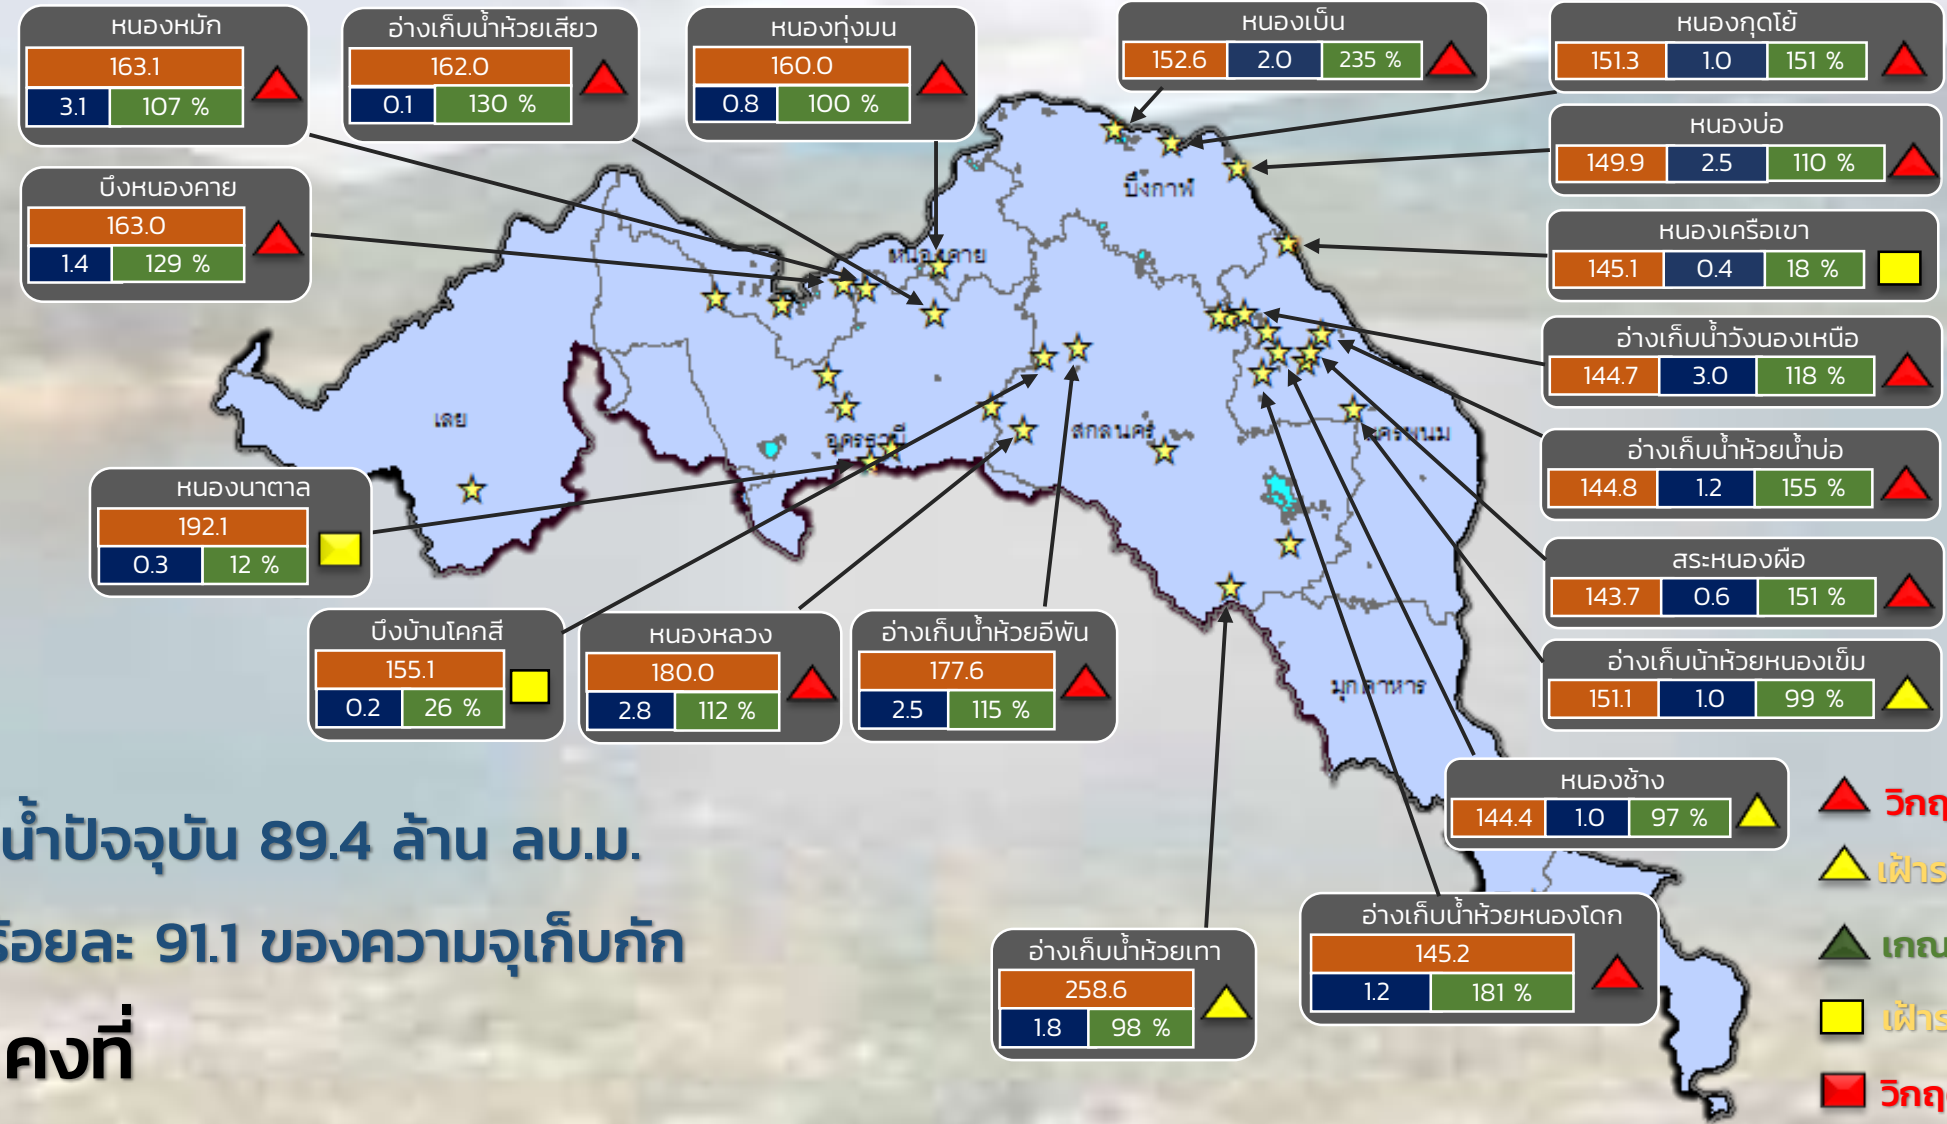 หนองหมัก
163.1
3.1 107 %
อ่างเก็บน้ำห้วยเสียว
162.0
0.1 130 %
หนองทุ่งมน
160.0
0.8 100 %
หนองเบ็น
152.6 2.0 235 %
หนองกุดโย้
151.3 1.0 151 %
หนองบ่อ
149.9 2.5 110 %
บึงหนองคาย
163.0
1.4 129 %
หนองเครือเขา
145.1 0.4 18 %
อ่างเก็บน้ำวังนองเหนือ
144.7 3.0 118 %
อ่างเก็บน้ำห้วยน้ำบ่อ
144.8 1.2 155 %
สระหนองผือ
143.7 0.6 151 %
อ่างเก็บน้าห้วยหนองเข็ม
151.1 1.0 99 %
บึงกาฬ
หนองคาย
เลย
อุดรธานี
สกลนคร
นครพนม
มุกดาหาร
หนองนาตาล
192.1
0.3 12 %
บึงบ้านโคกสี
155.1
0.2 26 %
หนองหลวง
180.0
2.8 112 %
อ่างเก็บน้ำห้วยอีพัน
177.6
2.5 115 %
หนองช้าง
144.4 1.0 97 %
อ่างเก็บน้ำห้วยหนองโดก
145.2
1.2 181 %
อ่างเก็บน้ำห้วยเทา
258.6
1.8 98 %
น้ำปัจจุบัน 89.4 ล้าน ลบ.ม.
ร้อยละ 91.1 ของความจุเก็บกัก
คงที่